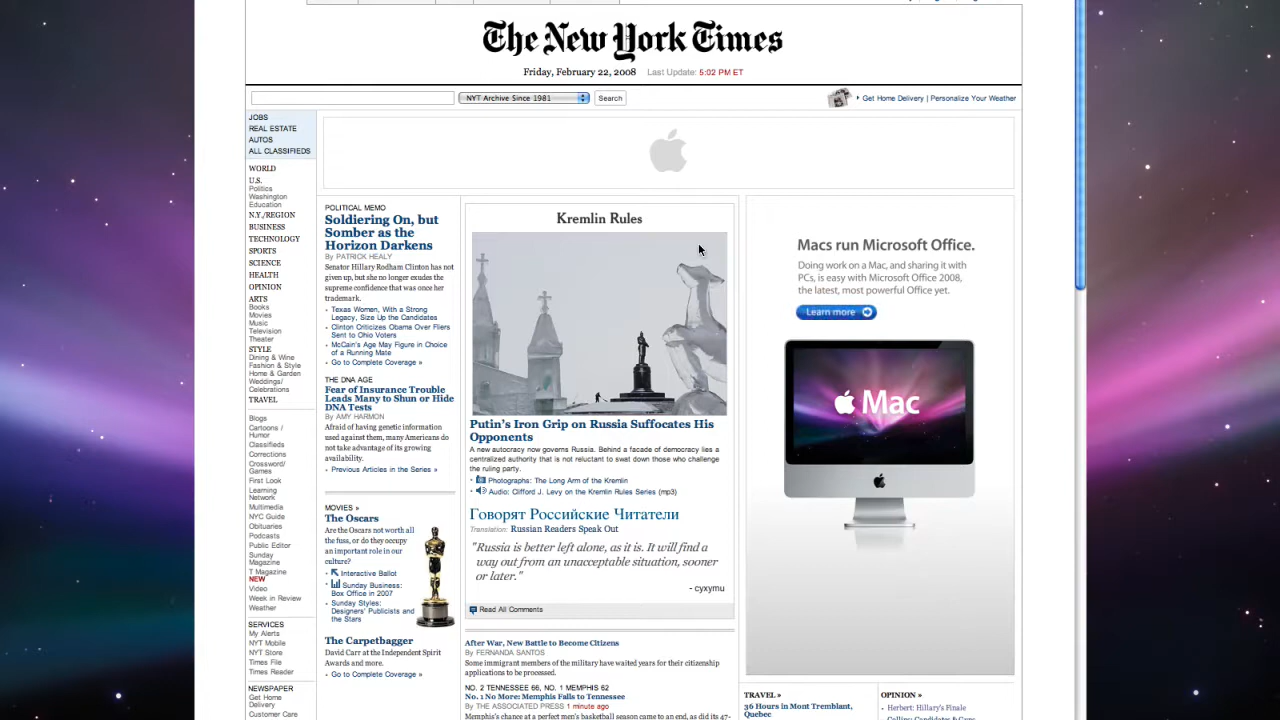 The New York Times
Friday, February 22, 2008 Last Update: 5:02 PM ET
NYT Archive Since 1981 Search
Get Home Delivery | Personalize Your Weather
JOBS
REAL ESTATE
AUTOS
ALL CLASSIFIEDS
WORLD
U.S.
Politics
Washington
Education
N.Y./REGION
BUSINESS
TECHNOLOGY
SPORTS
SCIENCE
HEALTH
OPINION
ARTS
Books
Movies
Music
Television
Theater
STYLE
Dining & Wine
Fashion & Style
Home & Garden
Weddings/
Celebrations
TRAVEL
Blogs
Cartoons /
Humor
Classifieds
Corrections
Crossword/
Games
First Look
Learning
Network
Multimedia
NYC Guide
Obituaries
Podcasts
Public Editor
Sunday
Magazine
T Magazine
NEW
Video
Week in Review
Weather
SERVICES
My Alerts
NYT Mobile
NYT Store
Times File
Times Reader
NEWSPAPER
Get Home
Delivery
Customer Care
POLITICAL MEMO
Soldiering On, but
Somber as the
Horizon Darkens
By PATRICK HEALY
Senator Hillary Rodham Clinton has not
given up, but she no longer exudes the
supreme confidence that was once her
trademark.
Texas Women, With a Strong
Legacy, Size Up the Candidates
Clinton Criticizes Obama Over Fliers
Sent to Ohio Voters
McCain's Age May Figure in Choice
of a Running Mate
Go to Complete Coverage »
THE DNA AGE
Fear of Insurance Trouble
Leads Many to Shun or Hide
DNA Tests
By AMY HARMON
Afraid of having genetic information
used against them, many Americans do
not take advantage of its growing
availability.
Previous Articles in the Series »
MOVIES »
The Oscars
Are the Oscars not worth all
the fuss, or do they occupy
an important role in our
culture?
Interactive Ballot
Sunday Business:
Box Office in 2007
Sunday Styles:
Designers' Publicists and
the Stars
The Carpetbagger
David Carr at the Independent Spirit
Awards and more.
Go to Complete Coverage »
Kremlin Rules
Putin's Iron Grip on Russia Suffocates His
Opponents
A new autocracy now governs Russia. Behind a facade of democracy lies a
centralized authority that is not reluctant to swat down those who challenge
the ruling party.
Photographs: The Long Arm of the Kremlin
Audio: Clifford J. Levy on the Kremlin Rules Series (mp3)
Говорят Российские Читатели
Translation: Russian Readers Speak Out
"Russia is better left alone, as it is. It will find a
way out from an unacceptable situation, sooner
or later."
- cyxymu
Read All Comments
After War, New Battle to Become Citizens
By FERNANDA SANTOS
Some immigrant members of the military have waited years for their citizenship
applications to be processed.
NO. 2 TENNESSEE 66, NO. 1 MEMPHIS 62
No. 1 No More: Memphis Falls to Tennessee
By THE ASSOCIATED PRESS 1 minute ago
Memphis's chance at a perfect men's basketball season came to an end, as did its 47-
Macs run Microsoft Office.
Doing work on a Mac, and sharing it with
PCs, is easy with Microsoft Office 2008,
the latest, most powerful Office yet.
Learn more
Mac
TRAVEL »
36 Hours in Mont Tremblant,
Quebec
OPINION »
Herbert: Hillary's Finale